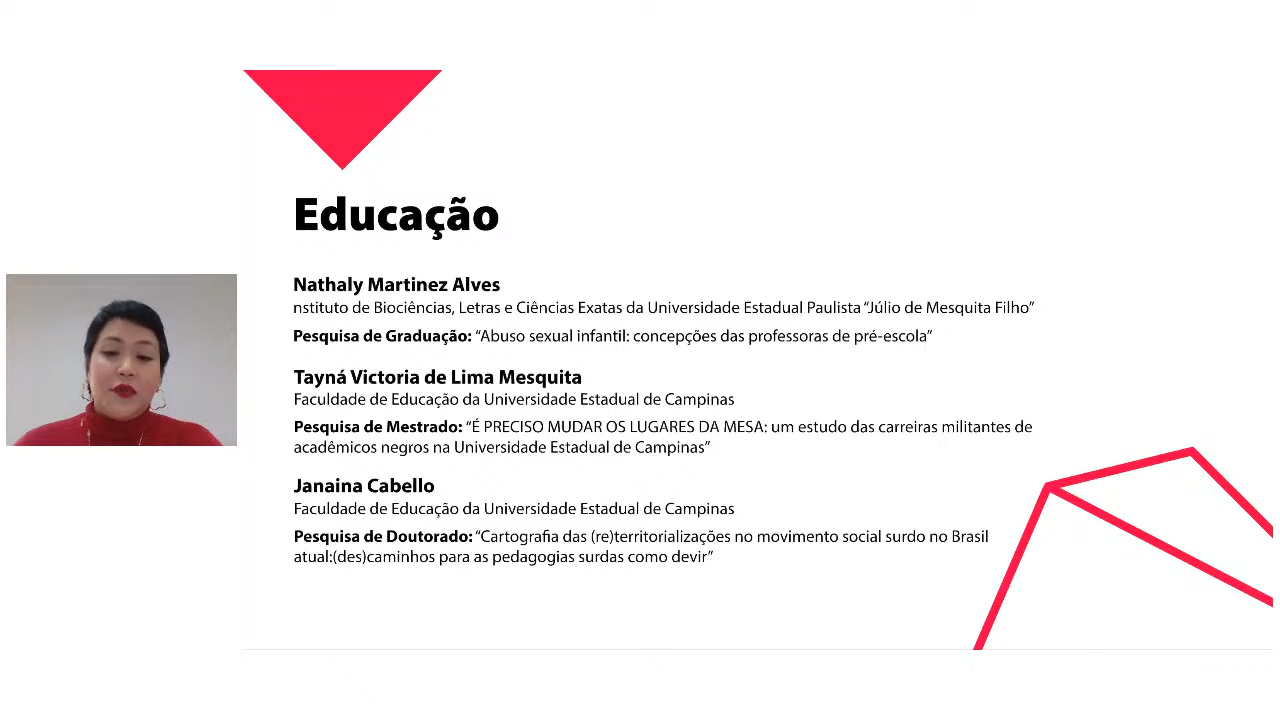 Educação
Nathaly Martinez Alves
nstituto de Biociências, Letras e Ciências Exatas da Universidade Estadual Paulista “Júlio de Mesquita Filho”
Pesquisa de Graduação: “Abuso sexual infantil: concepções das professoras de pré-escola”
Tayná Victoria de Lima Mesquita
Faculdade de Educação da Universidade Estadual de Campinas
Pesquisa de Mestrado: “É PRECISO MUDAR OS LUGARES DA MESA: um estudo das carreiras militantes de
acadêmicos negros na Universidade Estadual de Campinas”
Janaina Cabello
Faculdade de Educação da Universidade Estadual de Campinas
Pesquisa de Doutorado: “Cartografia das (re)territorializações no movimento social surdo no Brasil
atual:(des)caminhos para as pedagogias surdas como devir”